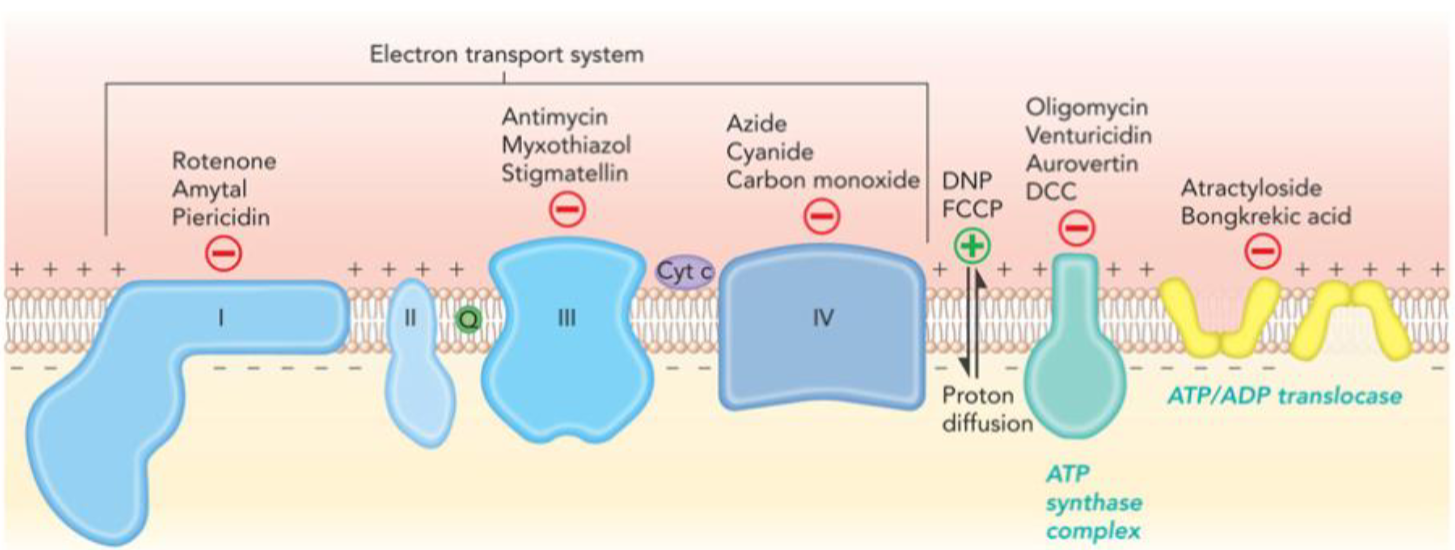 Electron transport system
Rotenone
Amytal
Piericidin
Antimycin
Myxothiazol
Stigmatellin
Azide
Cyanide
Carbon monoxide
DNP
FCCP
Oligomycin
Venturicidin
Aurovertin
DCC
Atractyloside
Bongkrekic acid
I
II
Q
III
Cyt c
IV
Proton
diffusion
ATP
synthase
complex
ATP/ADP translocase